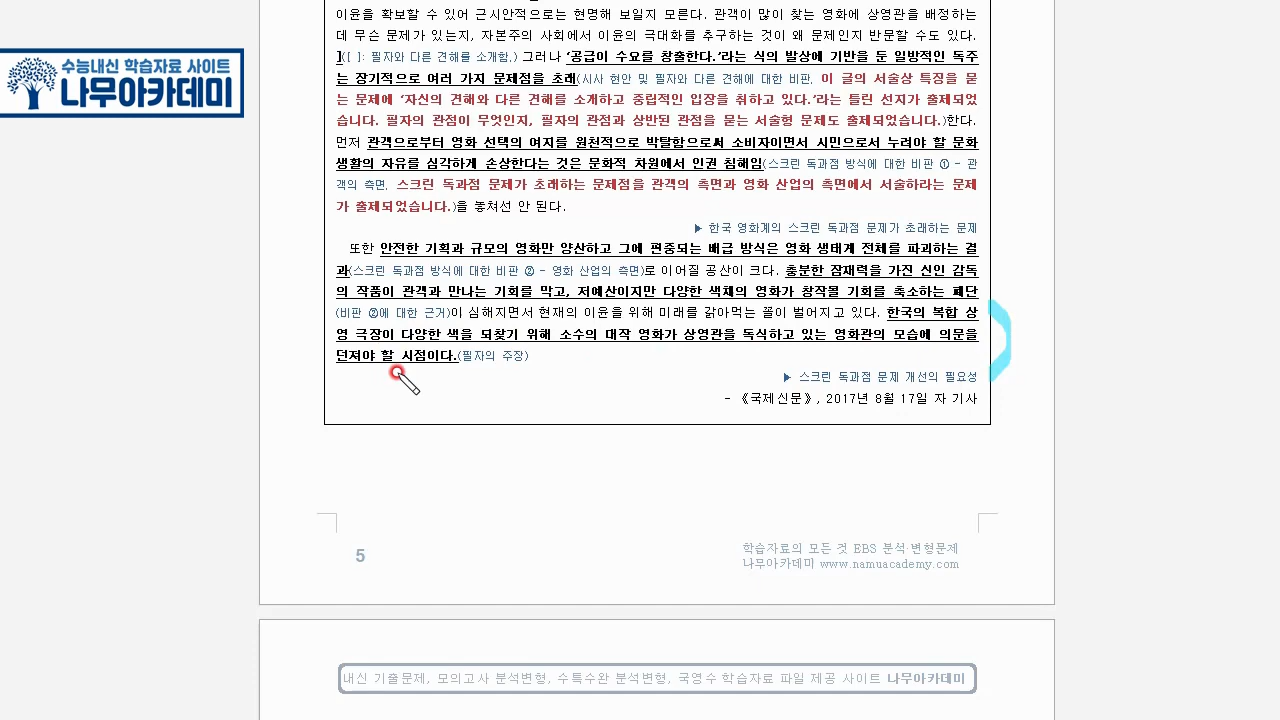 이윤을 확보할 수 있어 근시안적으로는 현명해 보일지 모른다. 관객이 많이 찾는 영화에 상영관을 배정하는
데 무슨 문제가 있는지, 자본주의 사회에서 이윤의 극대화를 추구하는 것이 왜 문제인지 반문할 수도 있다.
](［ ］: 필자와 다른 견해를 소개함.) 그러나 ‘공급이 수요를 창출한다.’라는 식의 발상에 기반을 둔 일방적인 독주
는 장기적으로 여러 가지 문제점을 초래(시사 현안 및 필자와 다른 견해에 대한 비판, 이 글의 서술상 특징을 묻
는 문제에 ‘자신의 견해와 다른 견해를 소개하고 중립적인 입장을 취하고 있다.’라는 틀린 선지가 출제되었
습니다. 필자의 관점이 무엇인지, 필자의 관점과 상반된 관점을 묻는 서술형 문제도 출제되었습니다.)한다.
수능내신 학습자료 사이트
나무아카데미
먼저 관객으로부터 영화 선택의 여지를 원천적으로 박탈함으로써 소비자이면서 시민으로서 누려야 할 문화
생활의 자유를 심각하게 손상한다는 것은 문화적 차원에서 인권 침해임(스크린 독과점 방식에 대한 비판 ① - 관
객의 측면, 스크린 독과점 문제가 초래하는 문제점을 관객의 측면과 영화 산업의 측면에서 서술하라는 문제
가 출제되었습니다.)을 놓쳐선 안 된다.
▶ 한국 영화계의 스크린 독과점 문제가 초래하는 문제
또한 안전한 기획과 규모의 영화만 양산하고 그에 편중되는 배급 방식은 영화 생태계 전체를 파괴하는 결
과(스크린 독과점 방식에 대한 비판 ② - 영화 산업의 측면)로 이어질 공산이 크다. 충분한 잠재력을 가진 신인 감독
의 작품이 관객과 만나는 기회를 막고, 저예산이지만 다양한 색채의 영화가 창작될 기회를 축소하는 폐단
(비판 ②에 대한 근거)이 심해지면서 현재의 이윤을 위해 미래를 갉아먹는 꼴이 벌어지고 있다. 한국의 복합 상
영 극장이 다양한 색을 되찾기 위해 소수의 대작 영화가 상영관을 독식하고 있는 영화관의 모습에 의문을
던져야 할 시점이다.(필자의 주장)
▶ 스크린 독과점 문제 개선의 필요성
- 《국제신문》, 2017년 8월 17일 자 기사
5
학습자료의 모든 것 EBS 분석·변형문제
나무아카데미 www.namuacademy.com
내신 기출문제, 모의고사 분석변형, 수특수완 분석변형, 국영수 학습자료 파일 제공 사이트 나무아카데미